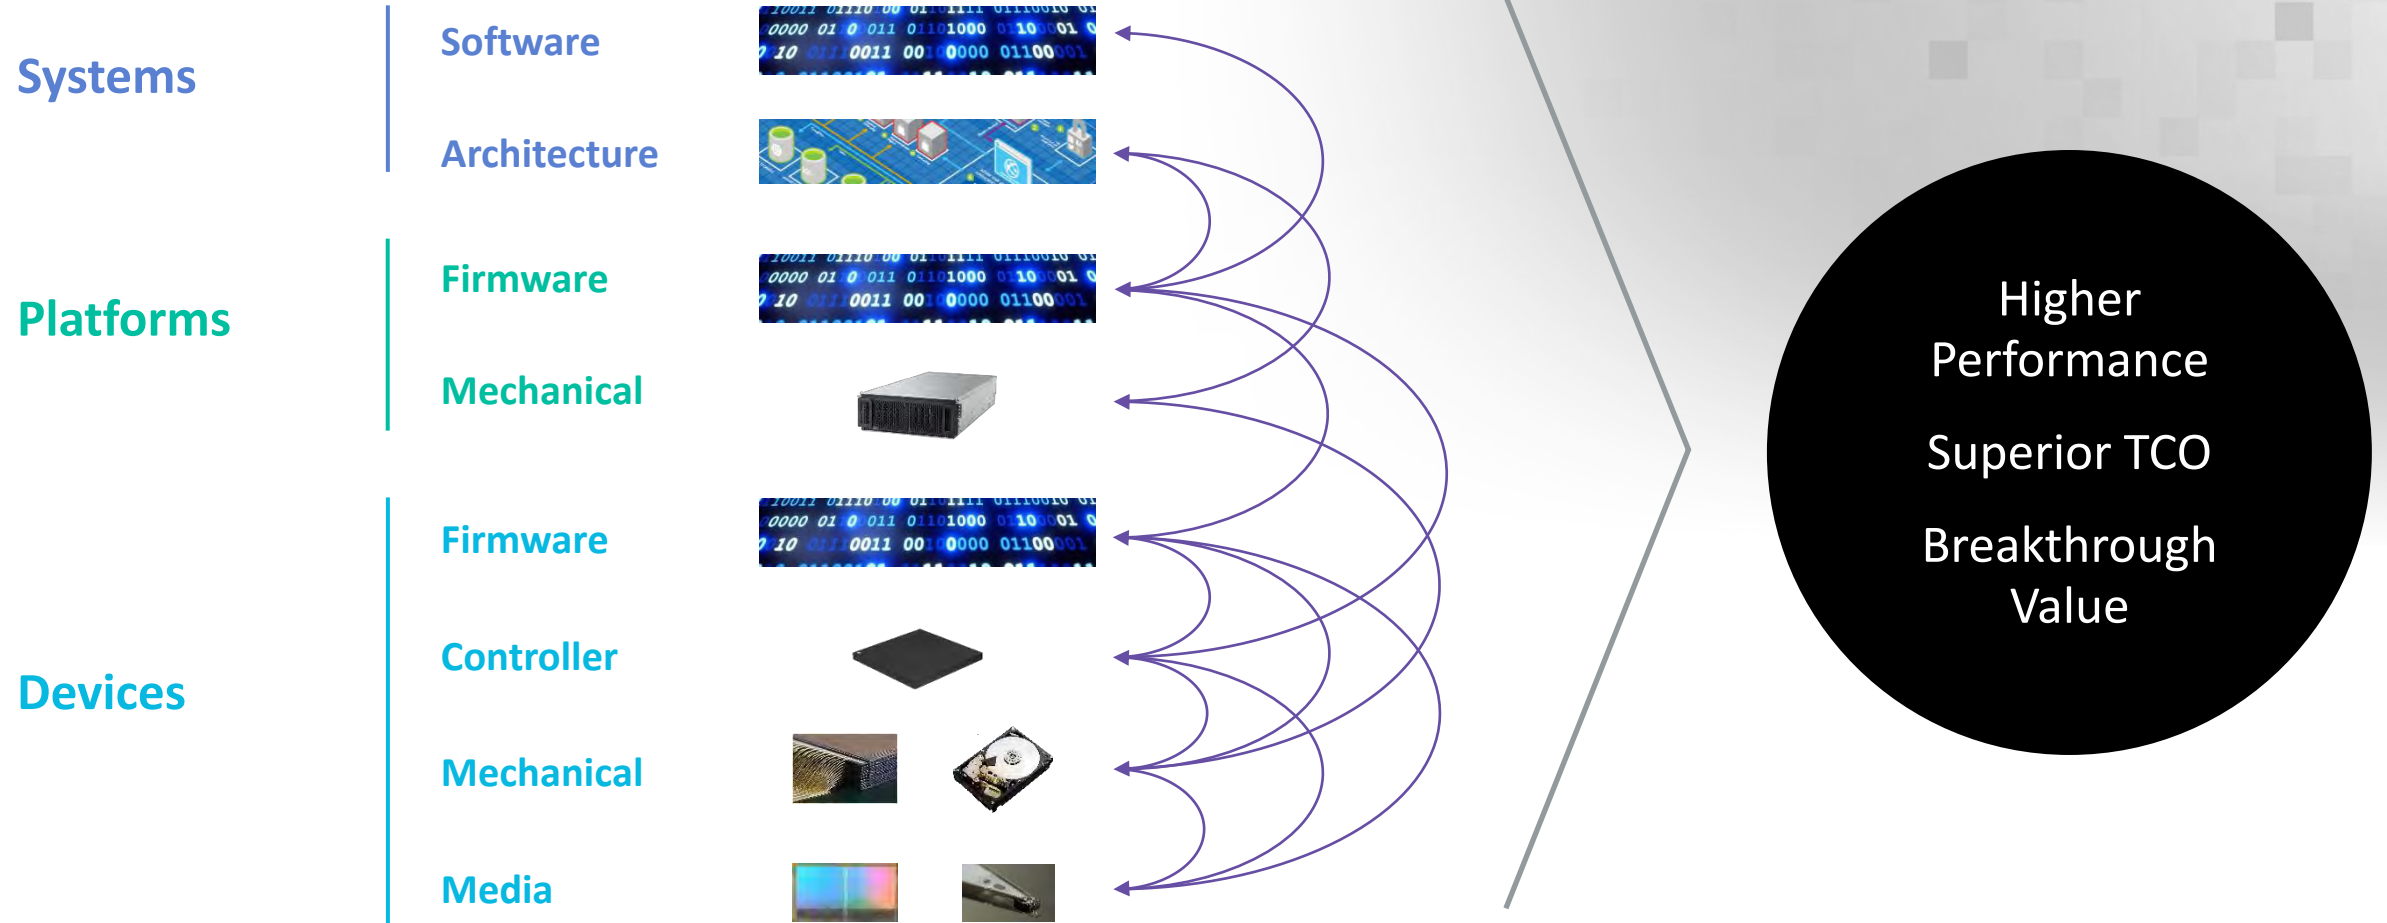 Systems
Software
Architecture
Platforms
Firmware
Mechanical
Devices
Firmware
Controller
Mechanical
Media
Higher
Performance
Superior TCO
Breakthrough
Value